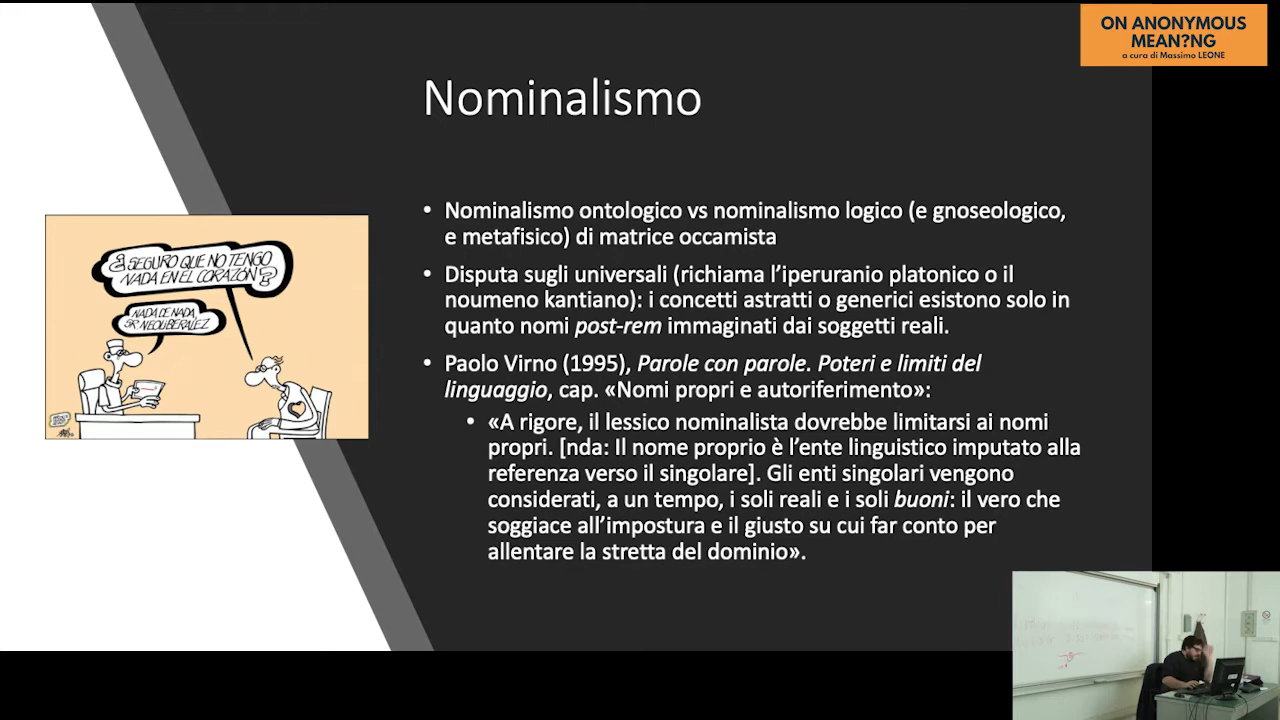 ON ANONYMOUS
MEAN?NG
a cura di Massimo LEONE
Nominalismo
• Nominalismo ontologico vs nominalismo logico (e gnoseologico,
e metafisico) di matrice occamista
• Disputa sugli universali (richiama l’iperuranio platonico o il
noumeno kantiano): i concetti astratti o generici esistono solo in
quanto nomi post-rem immaginati dai soggetti reali.
• Paolo Virno (1995), Parole con parole. Poteri e limiti del
linguaggio, cap. «Nomi propri e autoriferimento»:
• «A rigore, il lessico nominalista dovrebbe limitarsi ai nomi
propri. [nda: Il nome proprio è l’ente linguistico imputato alla
referenza verso il singolare]. Gli enti singolari vengono
considerati, a un tempo, i soli reali e i soli buoni: il vero che
soggiace all’impostura e il giusto su cui far conto per
allentare la stretta del dominio».
¿SEGURO QUE NO TENGO
NADA EN EL CORAZÓN?
NADA DE NADA,
SR NEOLIBERALEZ